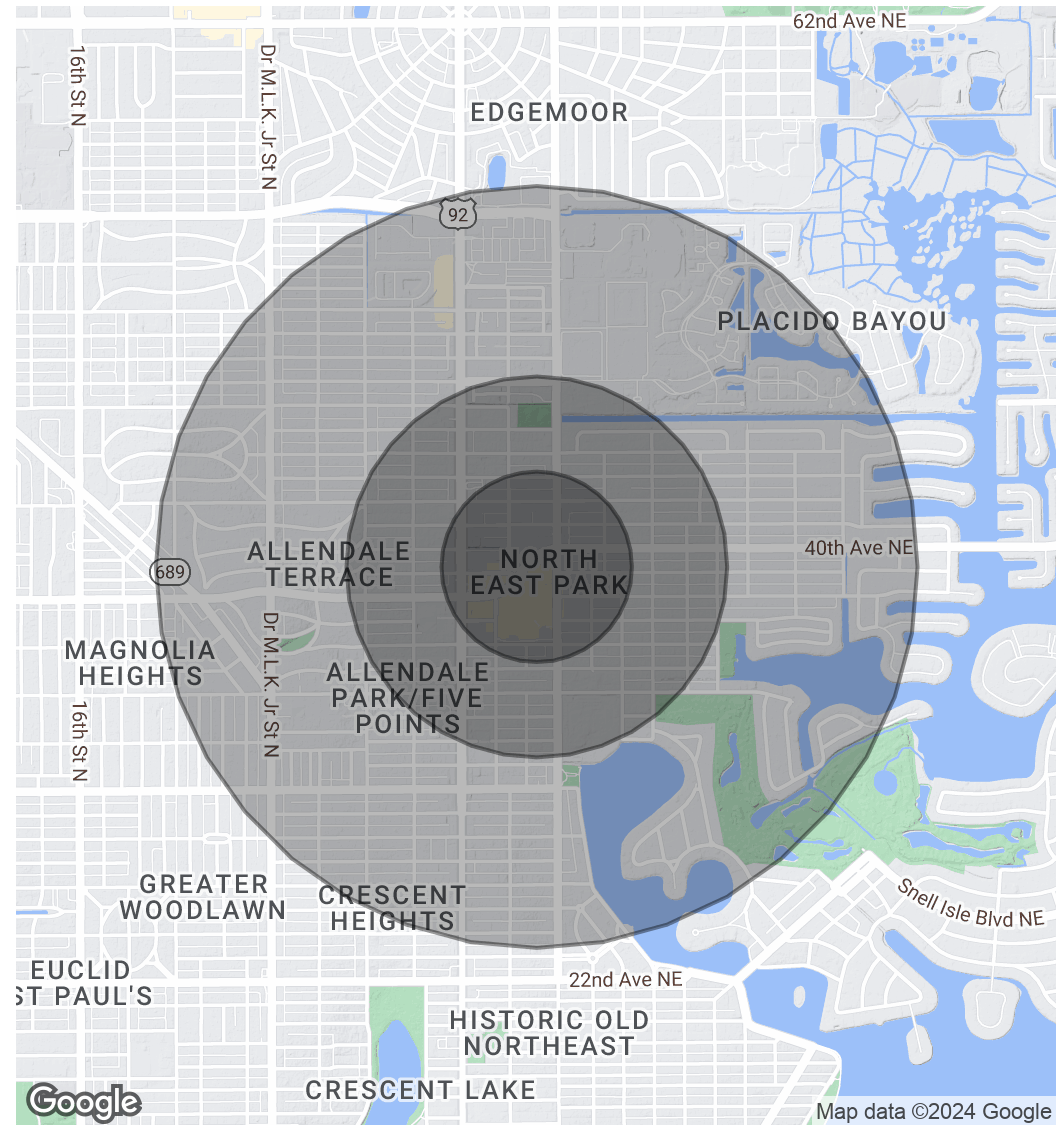 62nd Ave NE
16th St N
Dr M.L.K. Jr St N
EDGEMOOR
92
PLACIDO BAYOU
40th Ave NE
ALLENDALE
TERRACE
NORTH
EAST PARK
689
Dr M.L.K. Jr St N
MAGNOLIA
HEIGHTS
ALLENDALE
PARK/FIVE
POINTS
16th St N
GREATER
WOODLAWN
CRESCENT
HEIGHTS
Snell Isle Blvd NE
EUCLID
ST PAUL'S
22nd Ave NE
HISTORIC OLD
NORTHEAST
CRESCENT LAKE
Google
Map data ©2024 Google